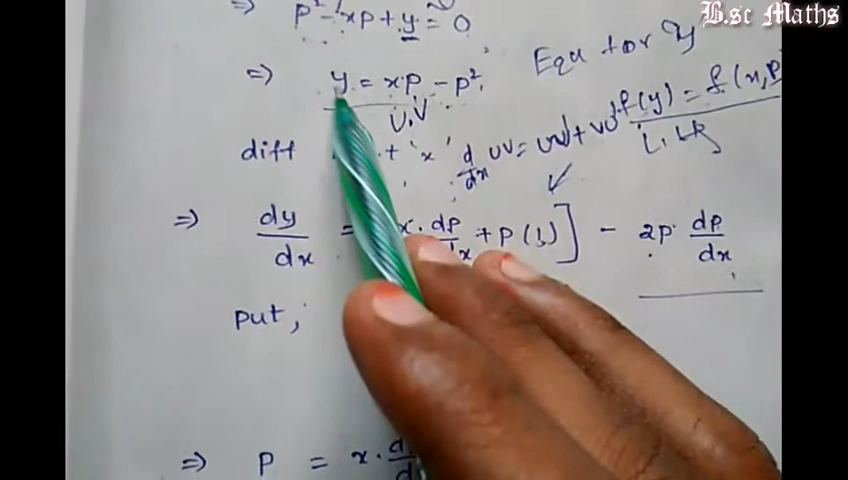 B.sc Maths
⇒ p² - xp + y = 0
⇒ y = x·p - p²
Equ for y
U.V
f(y) = f(x,p
diff + 'x' d/dx UV = UV' + VU'
⇒ dy/dx = x. dp/dx + p(1)] - 2p dp/dx
put;
⇒ p = x.